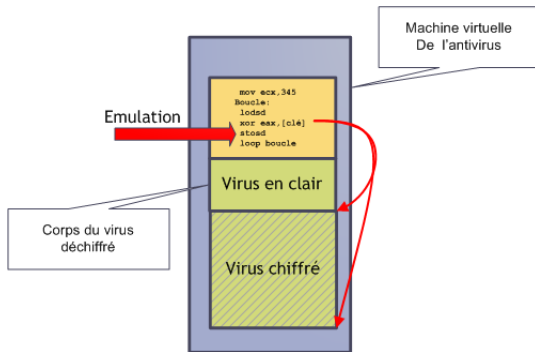 Machine virtuelle
De l'antivirus
mov ecx,345
Boucle:
lodsd
xor eax,[clé]
stosd
loop boucle
Emulation
Virus en clair
Corps du virus
déchiffré
Virus chiffré